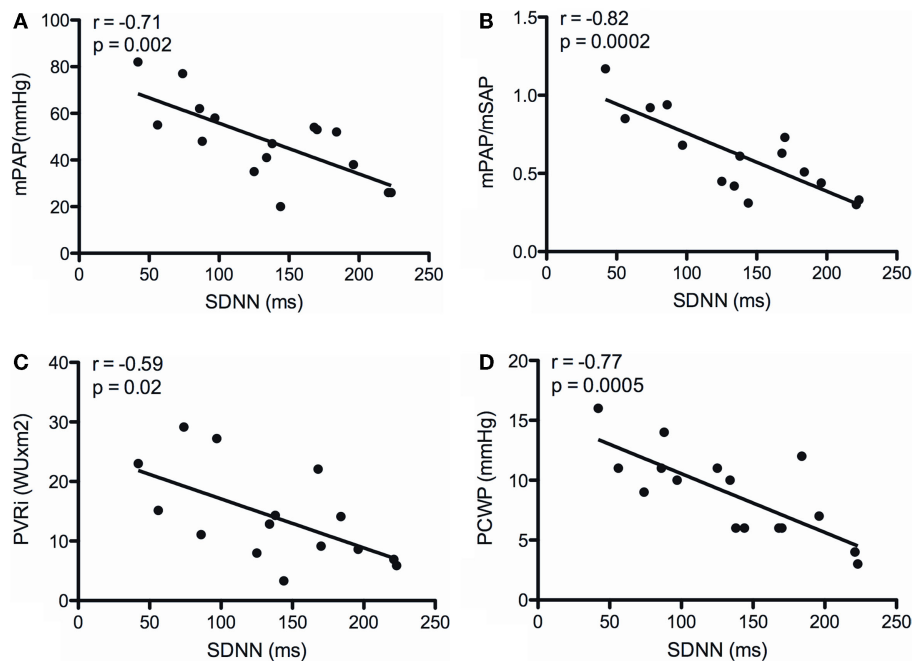 A
r = -0.71
p = 0.002
mPAP(mmHg)
100
80
60
40
20
0
0 50 100 150 200 250
SDNN (ms)
B
r = -0.82
p = 0.0002
mPAP/mSAP
1.5
1.0
0.5
0.0
0 50 100 150 200 250
SDNN (ms)
C
r = -0.59
p = 0.02
PVRi (WUxm2)
40
30
20
10
0
0 50 100 150 200 250
SDNN (ms)
D
r = -0.77
p = 0.0005
PCWP (mmHg)
20
15
10
5
0
0 50 100 150 200 250
SDNN (ms)